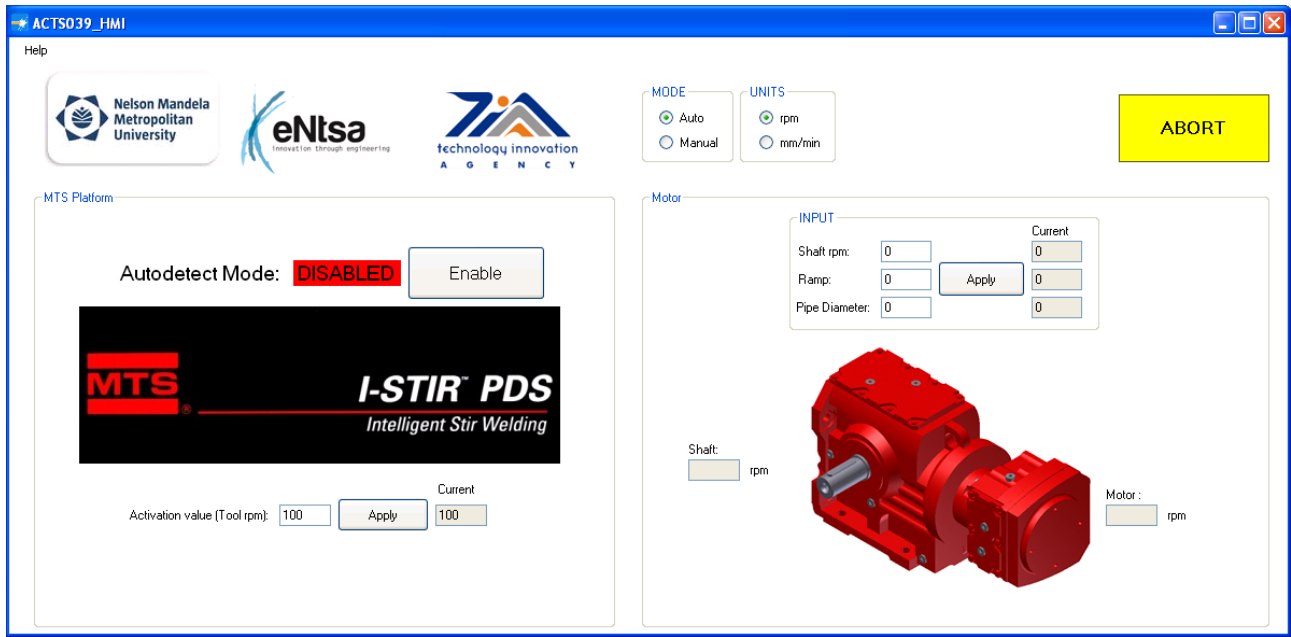 ACTS039_HMI
Help
Nelson Mandela
Metropolitan
University
eNtsa
innovation through engineering
technology innovation
A G E N C Y
MODE
Auto
Manual
UNITS
rpm
mm/min
ABORT
MTS Platform
Autodetect Mode: DISABLED Enable
MTS ®
I-STIR™ PDS
Intelligent Stir Welding
Current
Activation value (Tool rpm): 100 Apply 100
Motor
INPUT
Current
Shaft rpm: 0 0
Ramp: 0 Apply 0
Pipe Diameter: 0 0
Shaft:
rpm
Motor :
rpm